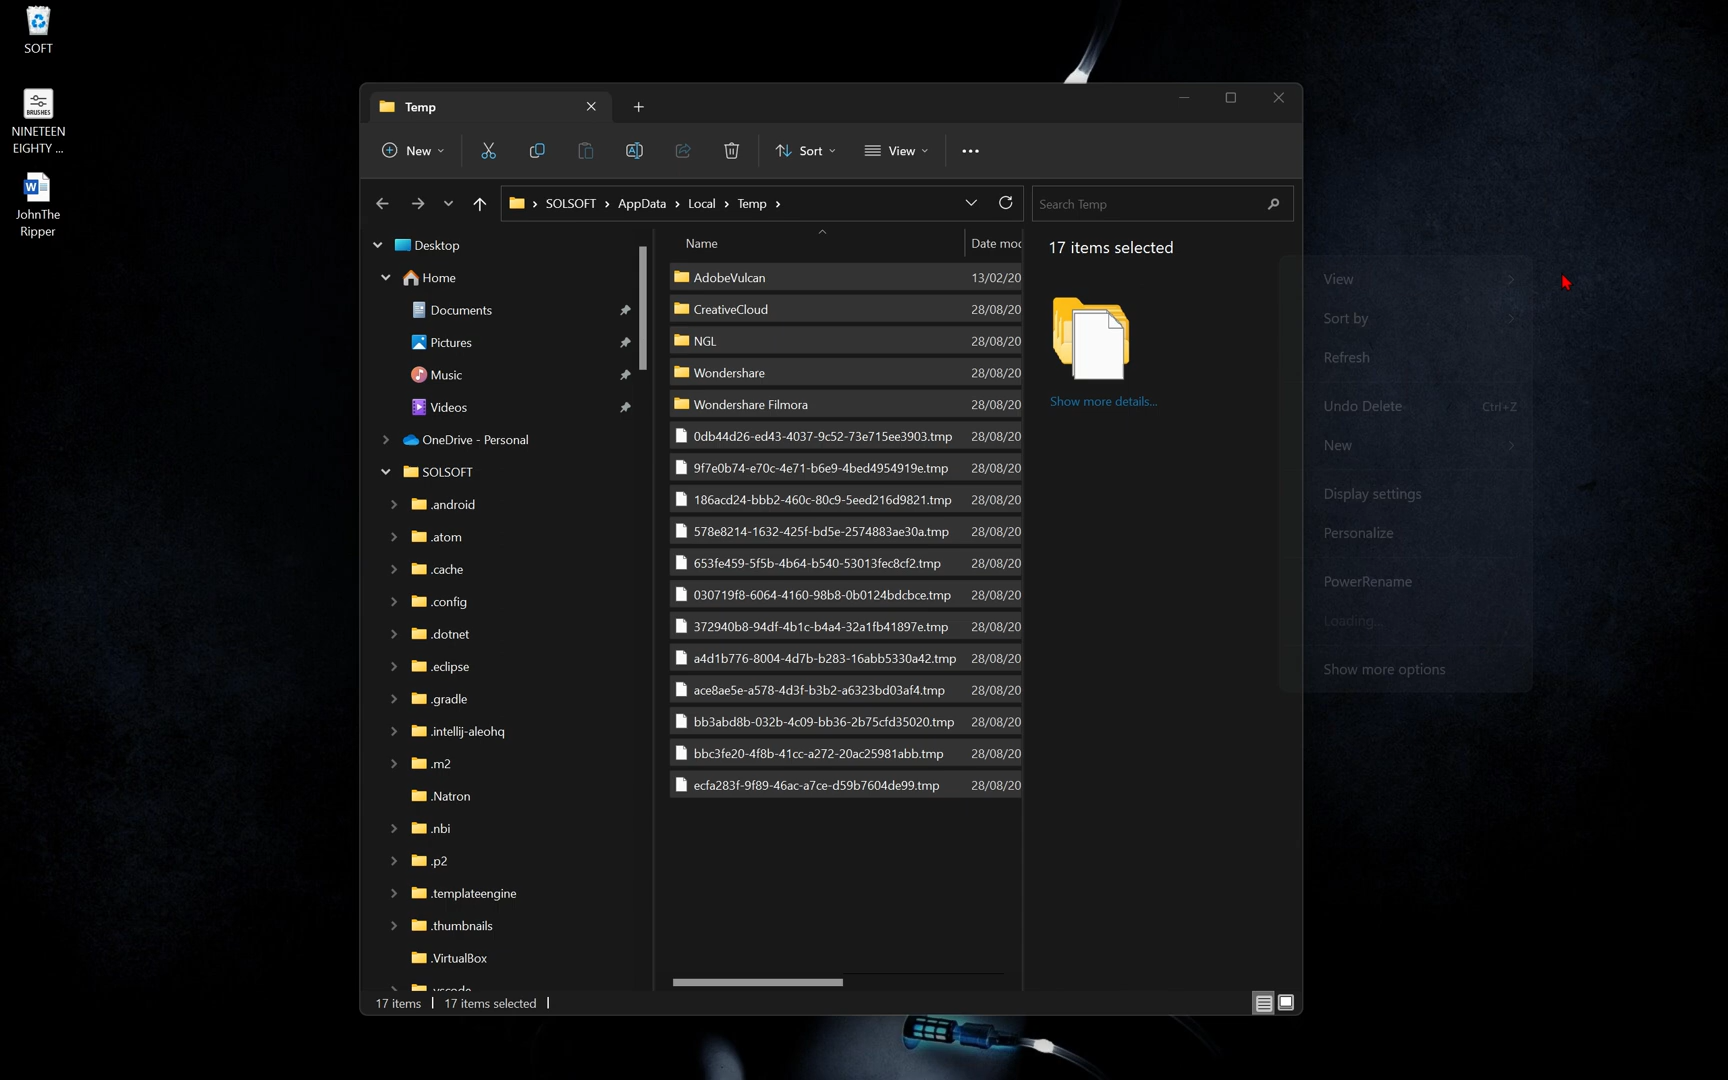 SOFT
BRUSHES
NINETEEN
EIGHTY ...
JohnThe
Ripper
Temp
New
Sort
View
SOLSOFT
AppData
Local
Temp
Search Temp
Desktop
Home
Documents
Pictures
Music
Videos
OneDrive - Personal
SOLSOFT
.android
.atom
.cache
.config
.dotnet
.eclipse
.gradle
.intellij-aleohq
.m2
.Natron
.nbi
.p2
.templateengine
.thumbnails
.VirtualBox
.vscode
Name Date mod
AdobeVulcan 13/02/20
CreativeCloud 28/08/20
NGL 28/08/20
Wondershare 28/08/20
Wondershare Filmora 28/08/20
0db44d26-ed43-4037-9c52-73e715ee3903.tmp 28/08/20
9f7e0b74-e70c-4e71-b6e9-4bed4954919e.tmp 28/08/20
186acd24-bbb2-460c-80c9-5eed216d9821.tmp 28/08/20
578e8214-1632-425f-bd5e-2574883ae30a.tmp 28/08/20
653fe459-5f5b-4b64-b540-53013fec8cf2.tmp 28/08/20
030719f8-6064-4160-98b8-0b0124bdcbce.tmp 28/08/20
372940b8-94df-4b1c-b4a4-32a1fb41897e.tmp 28/08/20
a4d1b776-8004-4d7b-b283-16abb5330a42.tmp 28/08/20
ace8ae5e-a578-4d3f-b3b2-a6323bd03af4.tmp 28/08/20
bb3abd8b-032b-4c09-bb36-2b75cfd35020.tmp 28/08/20
bbc3fe20-4f8b-41cc-a272-20ac25981abb.tmp 28/08/20
ecfa283f-9f89-46ac-a7ce-d59b7604de99.tmp 28/08/20
17 items selected
Show more details...
View
Sort by
Refresh
Undo Delete Ctrl+Z
New
Display settings
Personalize
PowerRename
Loading...
Show more options
17 items
17 items selected